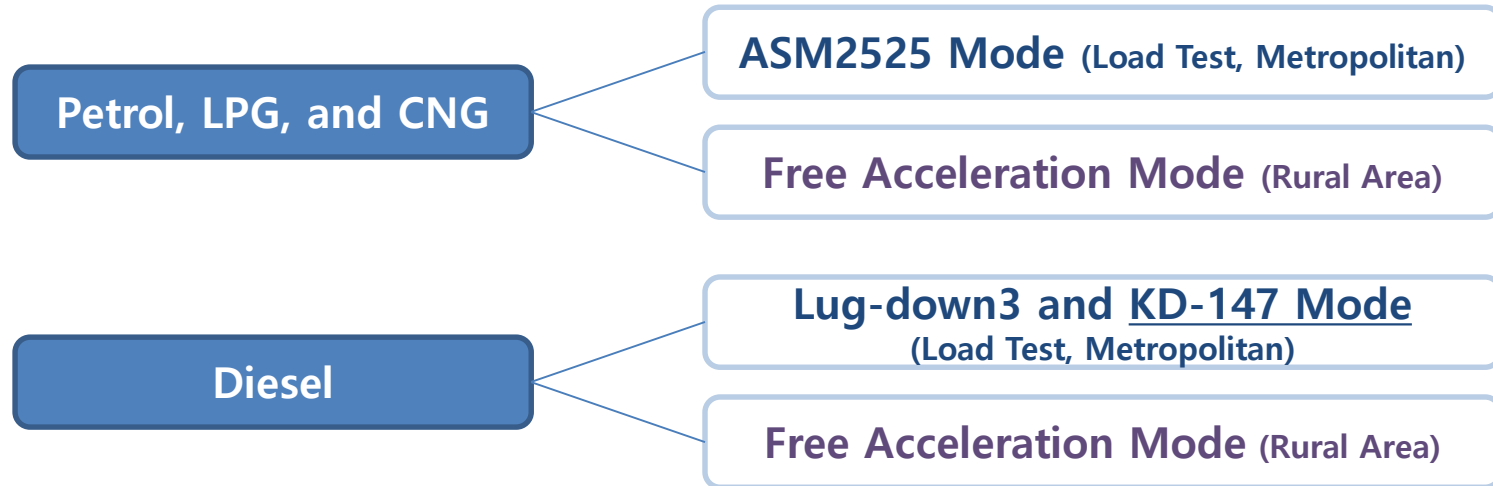 Petrol, LPG, and CNG
ASM2525 Mode (Load Test, Metropolitan)
Free Acceleration Mode (Rural Area)
Diesel
Lug-down3 and KD-147 Mode
(Load Test, Metropolitan)
Free Acceleration Mode (Rural Area)